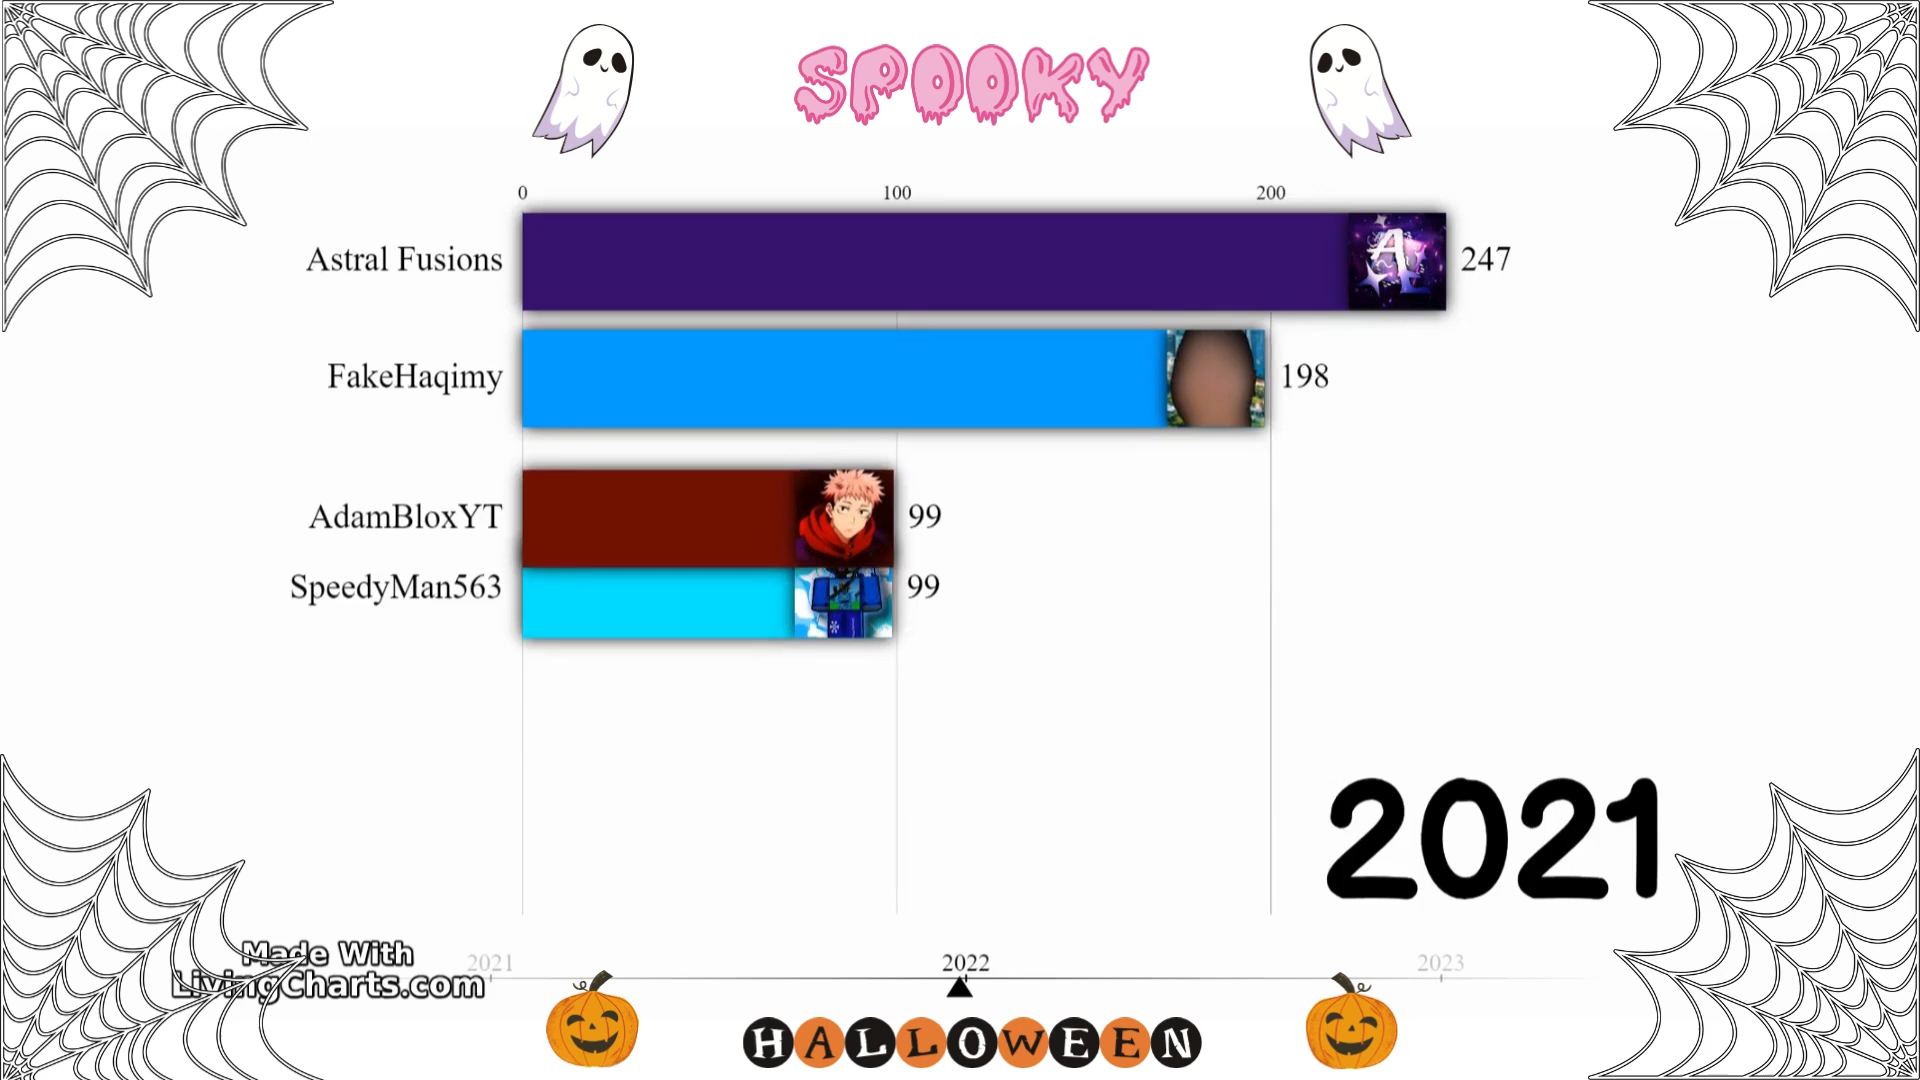 SPOOKY
0 100 200
Astral Fusions 247
FakeHaqimy 198
AdamBloxYT 99
SpeedyMan563 99
2021
Made With
LivingCharts.com
2021 2022 2023
HALLOWEEN